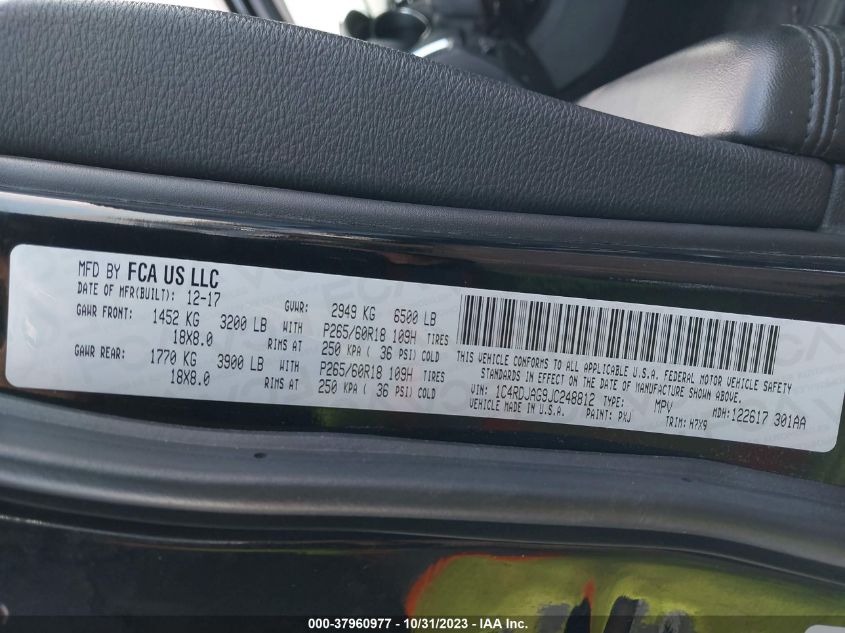 MFD BY FCA US LLC
DATE OF MFR(BUILT): 12-17 GVWR: 2949 KG 6500 LB
GAWR FRONT: 1452 KG 3200 LB WITH P265/60R18 109H TIRES
18X8.0 RIMS AT 250 KPA ( 36 PSI) COLD
GAWR REAR: 1770 KG 3900 LB WITH P265/60R18 109H TIRES
18X8.0 RIMS AT 250 KPA ( 36 PSI) COLD
THIS VEHICLE CONFORMS TO ALL APPLICABLE U.S.A. FEDERAL MOTOR VEHICLE SAFETY
STANDARDS IN EFFECT ON THE DATE OF MANUFACTURE SHOWN ABOVE.
VIN: 1C4RDJAG9JC248812 TYPE: MPV MDH: 122617 301AA
VEHICLE MADE IN U.S.A. PAINT: PXJ TRIM: H7X9
000-37960977 - 10/31/2023 - IAA Inc.